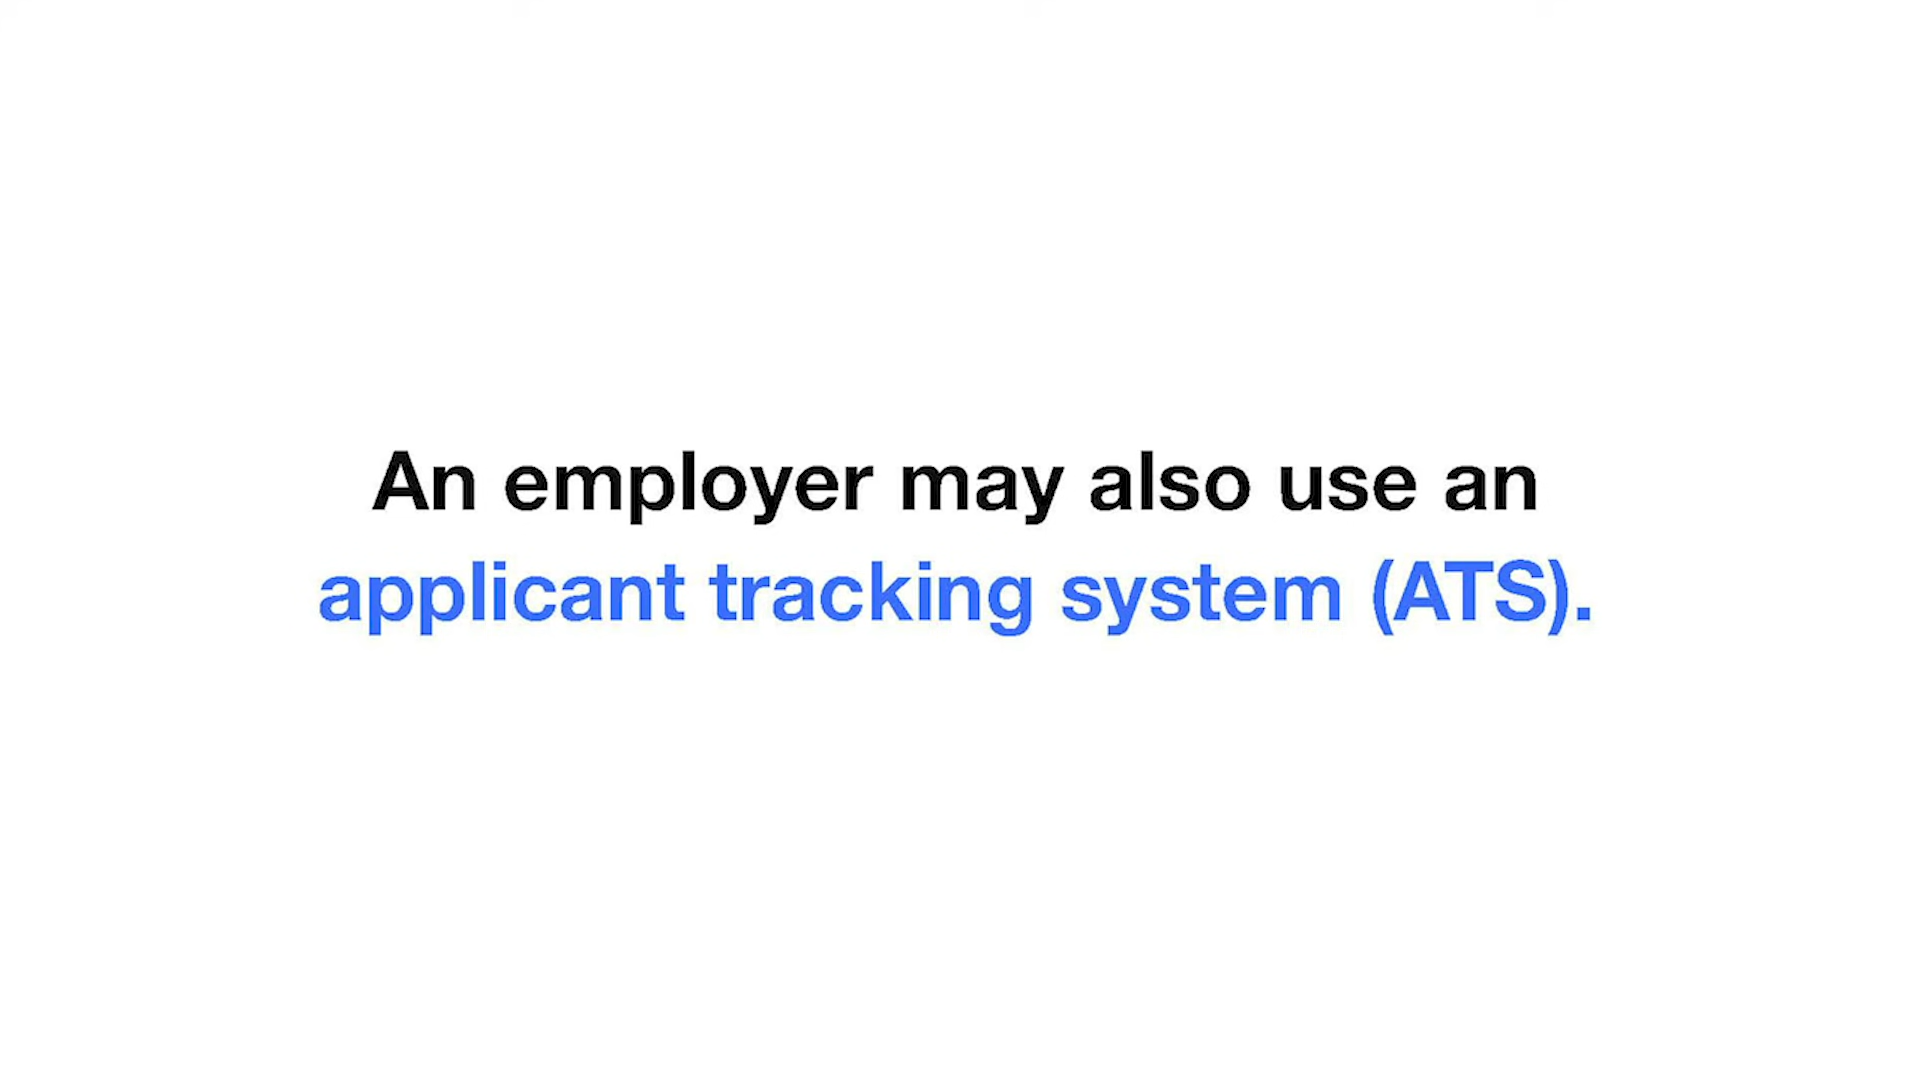 An employer may also use an
applicant tracking system (ATS).